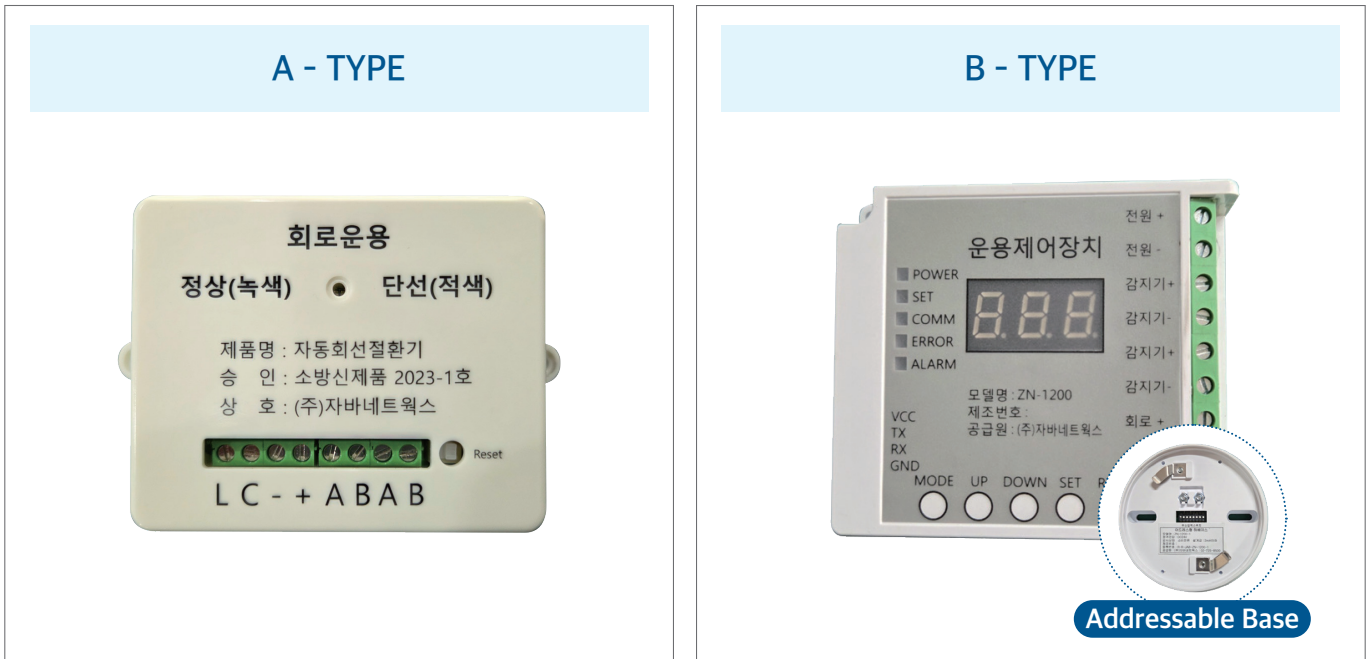 A - TYPE
회로운용
정상(녹색) 단선(적색)
제품명 : 자동회선절환기
승 인 : 소방신제품 2023-1호
상 호 : (주)자바네트웍스
Reset
L C - + A B A B
B - TYPE
운용제어장치
POWER
SET
COMM
ERROR
ALARM
8.8.8.
모델명 : ZN-1200
제조번호 :
공급원 : (주)자바네트웍스
VCC
TX
RX
GND
MODE UP DOWN SET R
전원 +
전원 -
감지기+
감지기-
감지기+
감지기-
회로 +
Addressable Base